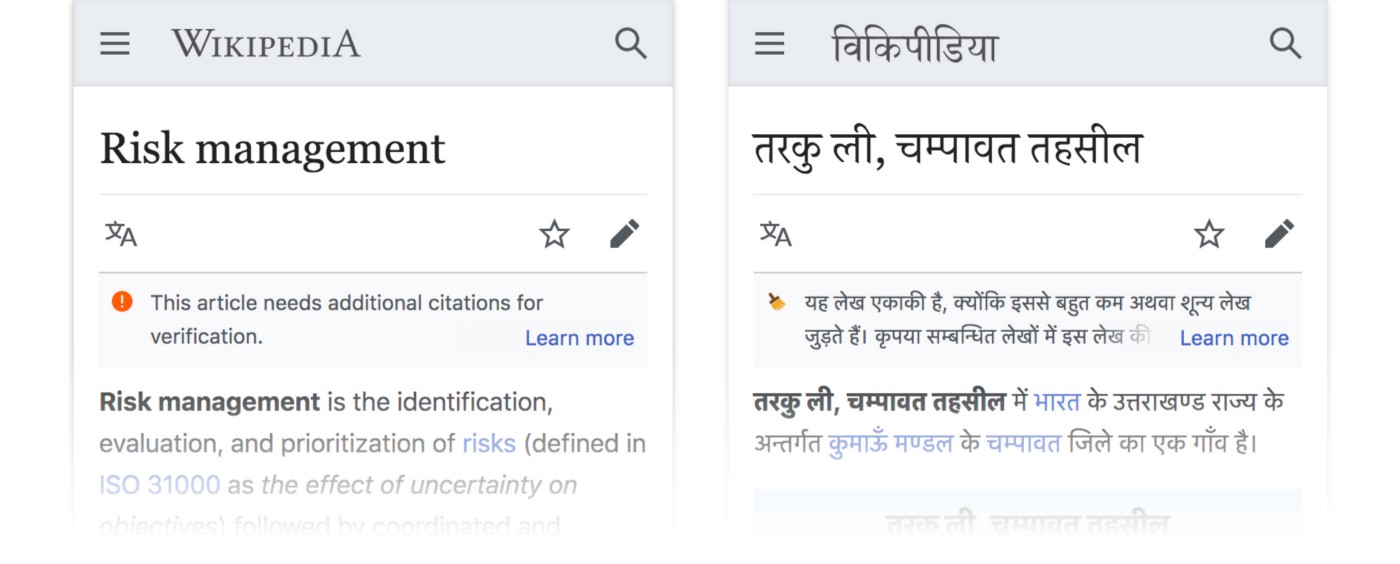 WIKIPEDIA
Risk management
This article needs additional citations for
verification.
Learn more
Risk management is the identification,
evaluation, and prioritization of risks (defined in
ISO 31000 as the effect of uncertainty on
objectives) followed by coordinated and
विकिपीडिया
तरकु ली, चम्पावत तहसील
यह लेख एकाकी है, क्योंकि इससे बहुत कम अथवा शून्य लेख
जुड़ते हैं। कृपया सम्बन्धित लेखों में इस लेख की
Learn more
तरकु ली, चम्पावत तहसील में भारत के उत्तराखण्ड राज्य के
अन्तर्गत कुमाऊँ मण्डल के चम्पावत जिले का एक गाँव है।
तरकु ली, चम्पावत तहसील